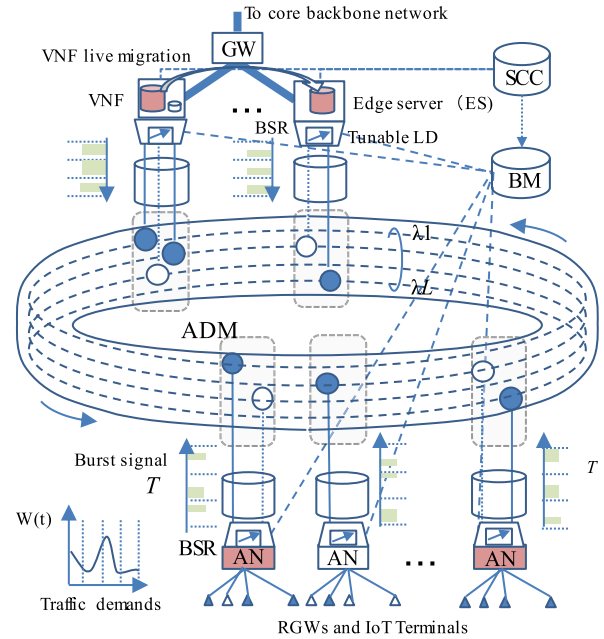 To core backbone network
GW
VNF live migration
SCC
VNF
Edge server (ES)
BSR
Tunable LD
BM
λ1
λL
ADM
Burst signal
T
T
W(t)
BSR
AN
AN
AN
Traffic demands
RGWs and IoT Terminals